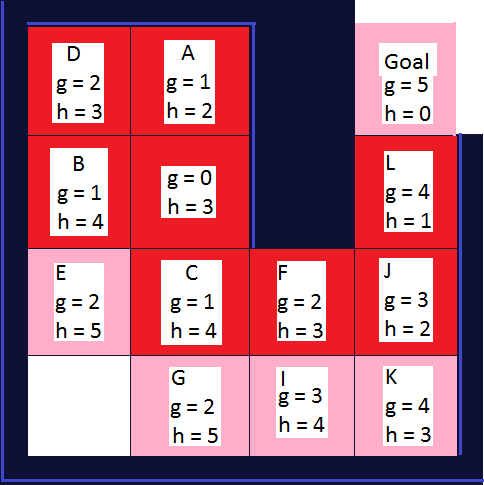 D
g = 2
h = 3
A
g = 1
h = 2
Goal
g = 5
h = 0
B
g = 1
h = 4
g = 0
h = 3
L
g = 4
h = 1
E
g = 2
h = 5
C
g = 1
h = 4
F
g = 2
h = 3
J
g = 3
h = 2
G
g = 2
h = 5
I
g = 3
h = 4
K
g = 4
h = 3